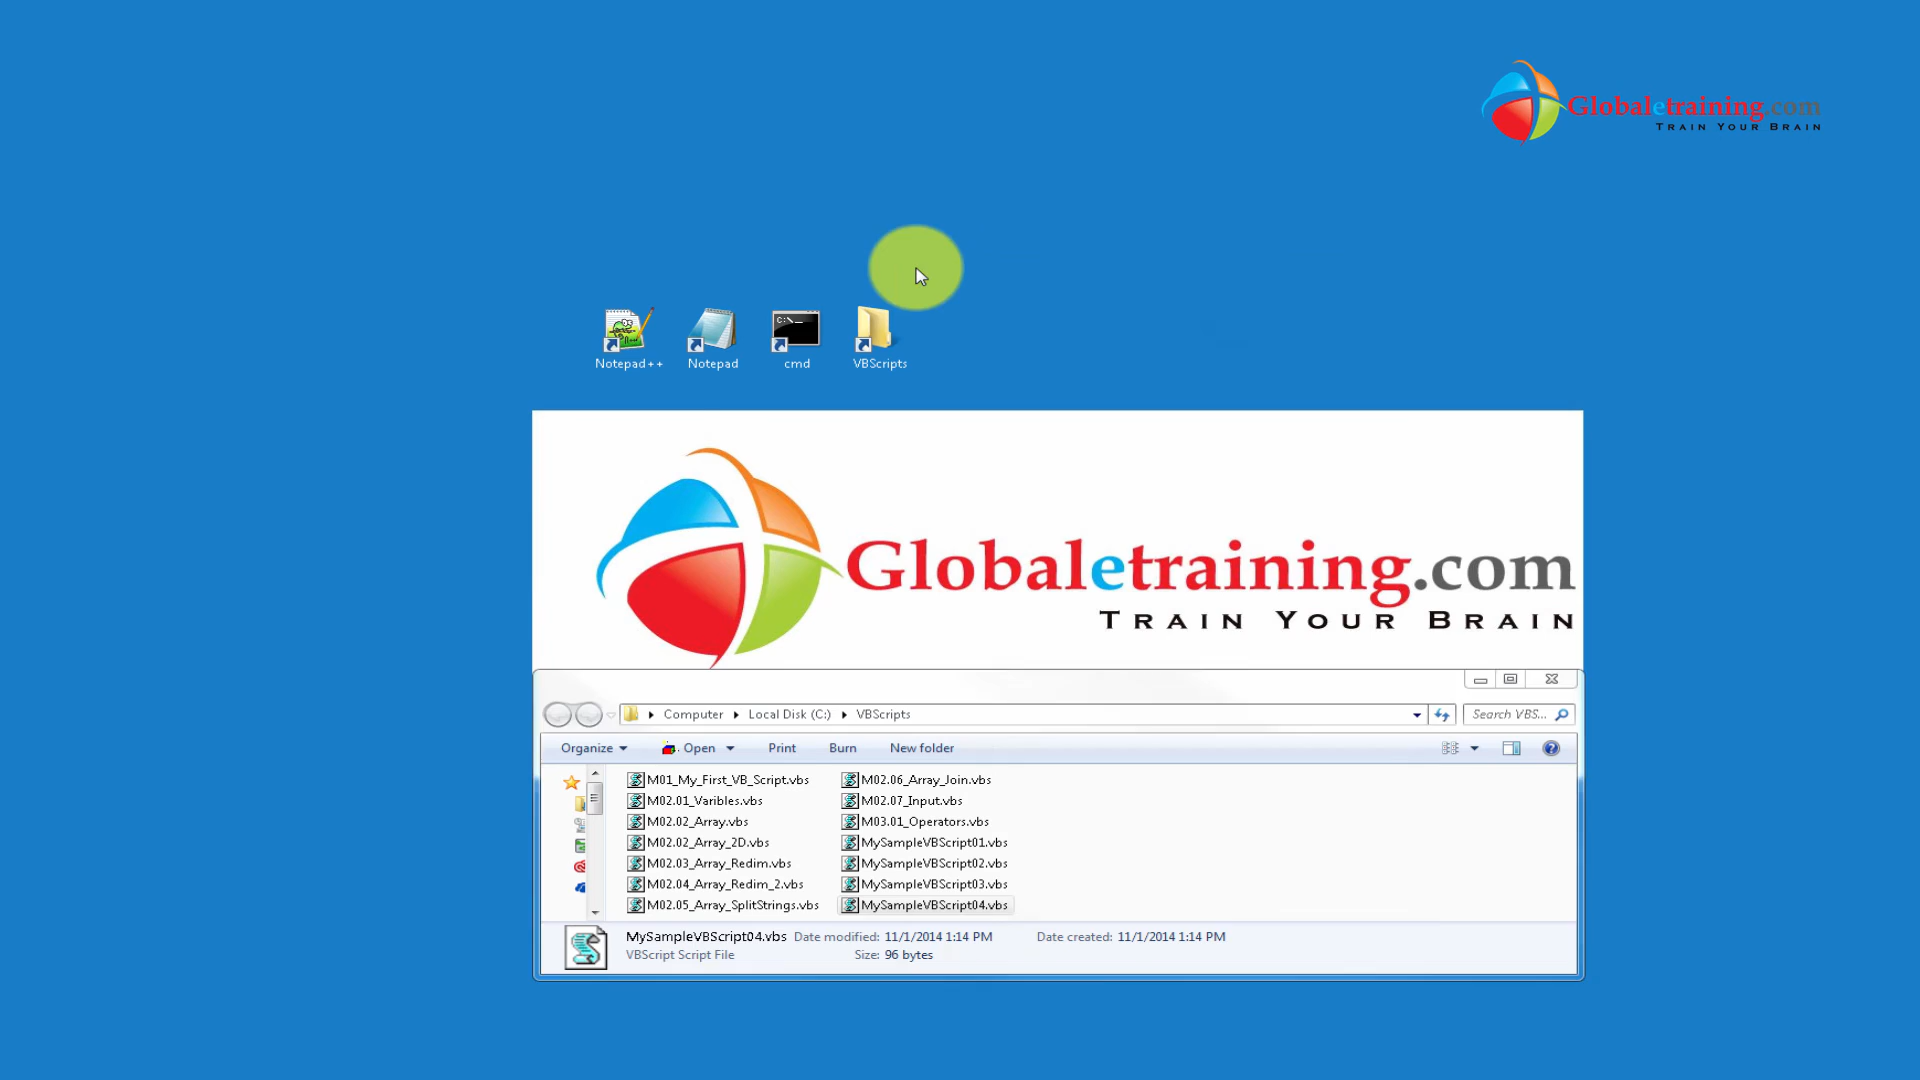 Globaletraining.com
TRAIN YOUR BRAIN
C:\_
Notepad++
Notepad
cmd
VBScripts
Globaletraining.com
TRAIN YOUR BRAIN
Computer Local Disk (C:) VBScripts
Search VBS...
Organize Open Print Burn New folder
M01_My_First_VB_Script.vbs
M02.01_Varibles.vbs
M02.02_Array.vbs
M02.02_Array_2D.vbs
M02.03_Array_Redim.vbs
M02.04_Array_Redim_2.vbs
M02.05_Array_SplitStrings.vbs
M02.06_Array_Join.vbs
M02.07_Input.vbs
M03.01_Operators.vbs
MySampleVBScript01.vbs
MySampleVBScript02.vbs
MySampleVBScript03.vbs
MySampleVBScript04.vbs
MySampleVBScript04.vbs Date modified: 11/1/2014 1:14 PM Date created: 11/1/2014 1:14 PM
VBScript Script File Size: 96 bytes